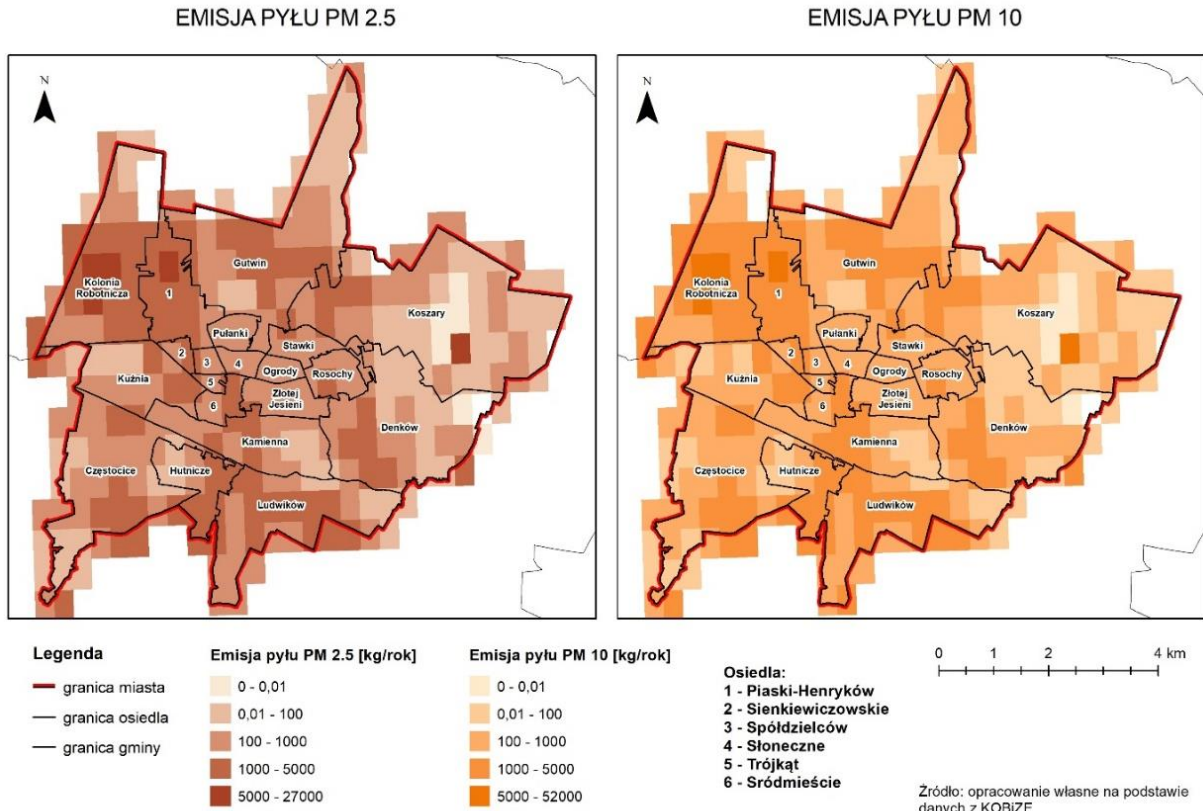 EMISJA PYŁU PM 2.5
EMISJA PYŁU PM 10
N
Kolonia
Robotnicza
1
Gutwin
Koszary
Pułanki
Stawki
2
3
4
Ogrody
Rosochy
Kuźnia
5
Złotej
Jesieni
6
Kamienna
Denków
Częstocice
Hutnicze
Ludwików
N
Kolonia
Robotnicza
1
Gutwin
Koszary
Pułanki
Stawki
2
3
4
Ogrody
Rosochy
Kuźnia
5
Złotej
Jesieni
6
Kamienna
Denków
Częstocice
Hutnicze
Ludwików
Legenda
granica miasta
granica osiedla
granica gminy
Emisja pyłu PM 2.5 [kg/rok]
0 - 0,01
0,01 - 100
100 - 1000
1000 - 5000
5000 - 27000
Emisja pyłu PM 10 [kg/rok]
0 - 0,01
0,01 - 100
100 - 1000
1000 - 5000
5000 - 52000
Osiedla:
1 - Piaski-Henryków
2 - Sienkiewiczowskie
3 - Spółdzielców
4 - Słoneczne
5 - Trójkąt
6 - Sródmieście
0 2 4 km
Źródło: opracowanie własne na podstawie
danych z KOBiZE